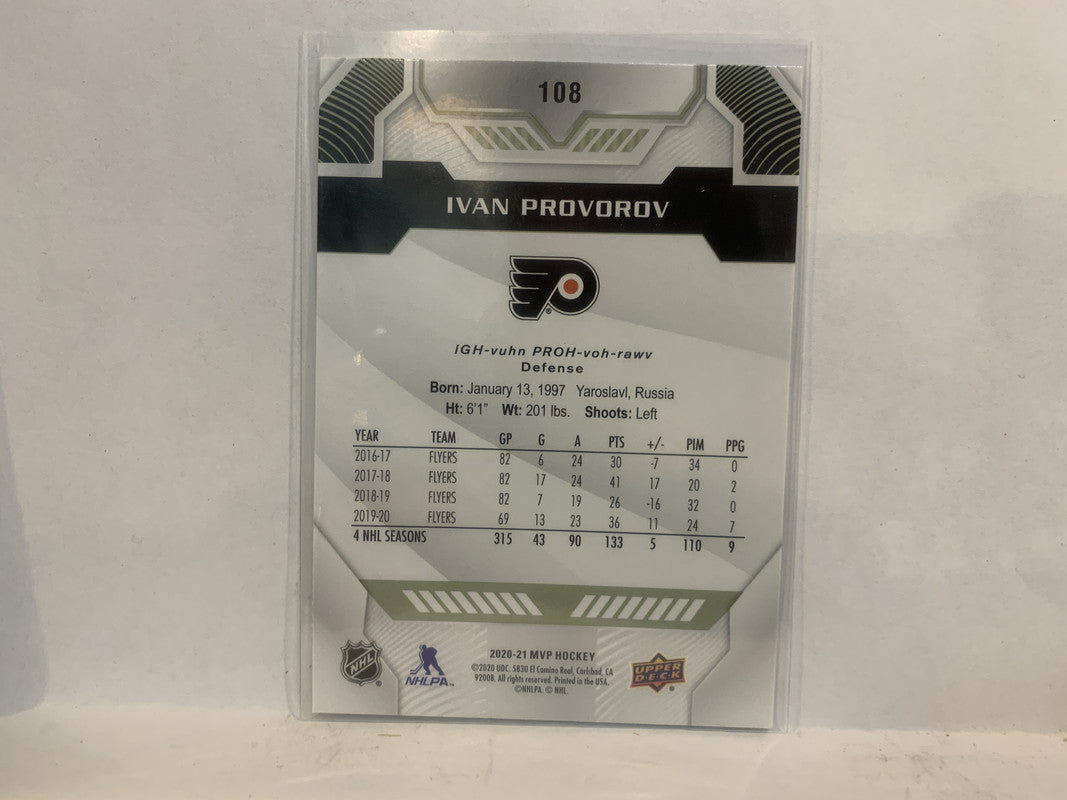 108
IVAN PROVOROV
IGH-vuhn PROH-voh-rawv
Defense
Born: January 13, 1997 Yaroslavl, Russia
Ht: 6'1" Wt: 201 lbs. Shoots: Left
YEAR TEAM GP G A PTS +/- PIM PPG
2016-17 FLYERS 82 6 24 30 -7 34 0
2017-18 FLYERS 82 17 24 41 17 20 2
2018-19 FLYERS 82 7 19 26 -16 32 0
2019-20 FLYERS 69 13 23 36 11 24 7
4 NHL SEASONS 315 43 90 133 5 110 9
2020-21 MVP HOCKEY
©2020 UDC. 5830 El Camino Real, Carlsbad, CA
92008. All rights reserved. Printed in the USA.
©NHLPA. © NHL.
NHL ®
NHLPA™
UPPER DECK ®